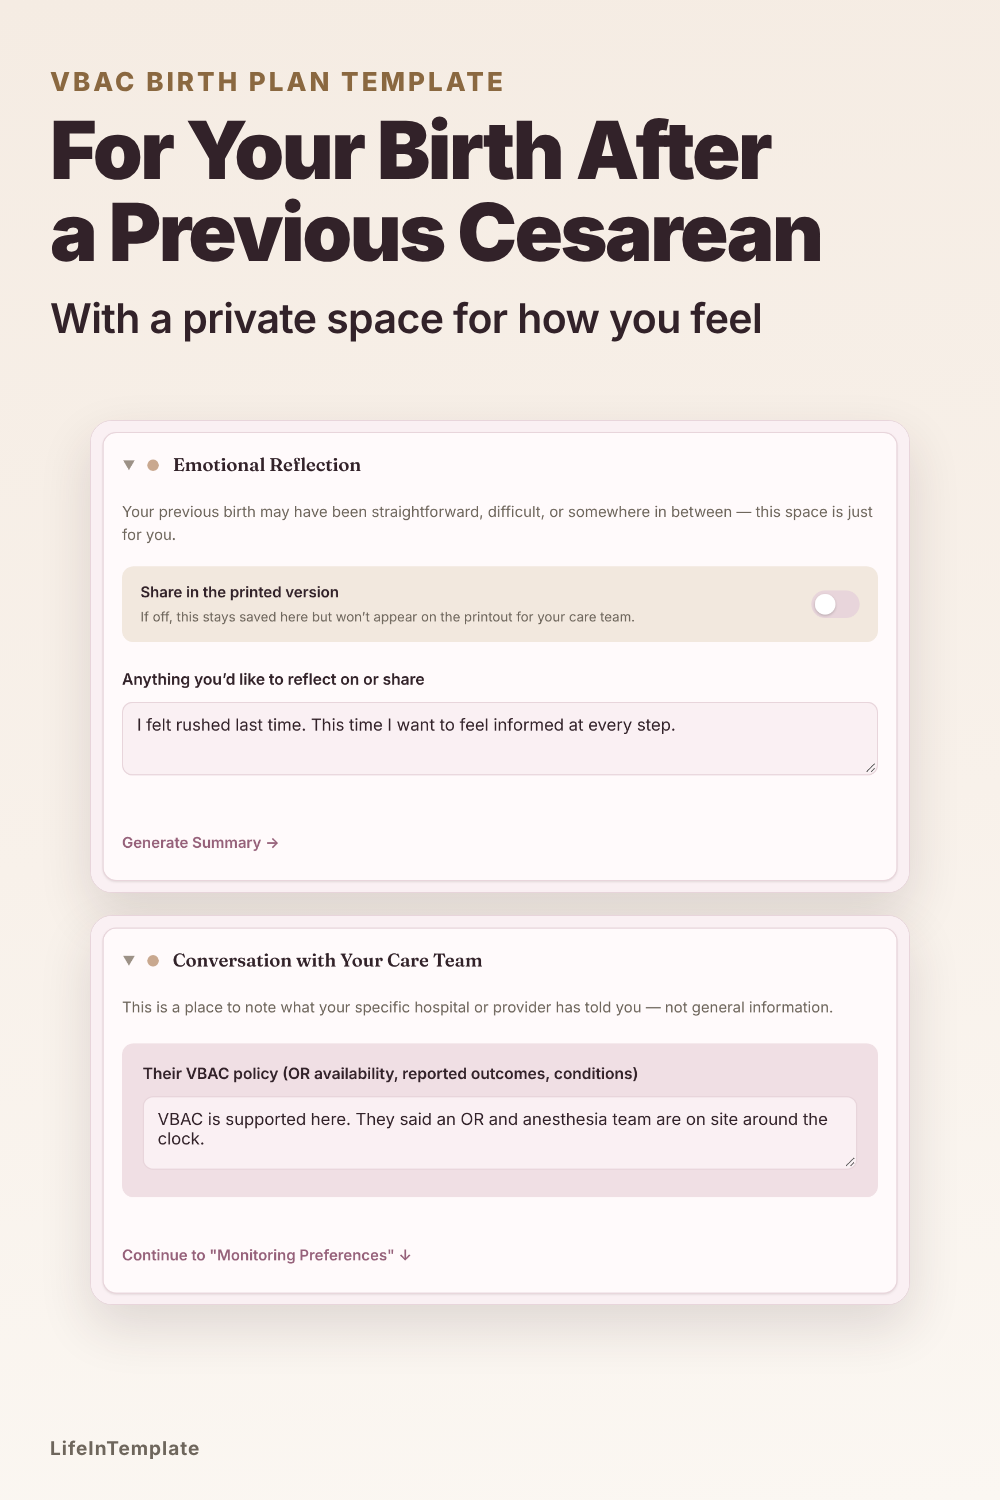 VBAC BIRTH PLAN TEMPLATE
For Your Birth After
a Previous Cesarean
With a private space for how you feel
Emotional Reflection
Your previous birth may have been straightforward, difficult, or somewhere in between — this space is just
for you.
Share in the printed version
If off, this stays saved here but won’t appear on the printout for your care team.
Anything you’d like to reflect on or share
I felt rushed last time. This time I want to feel informed at every step.
Generate Summary →
Conversation with Your Care Team
This is a place to note what your specific hospital or provider has told you — not general information.
Their VBAC policy (OR availability, reported outcomes, conditions)
VBAC is supported here. They said an OR and anesthesia team are on site around the
clock.
Continue to "Monitoring Preferences" ↓
LifeInTemplate